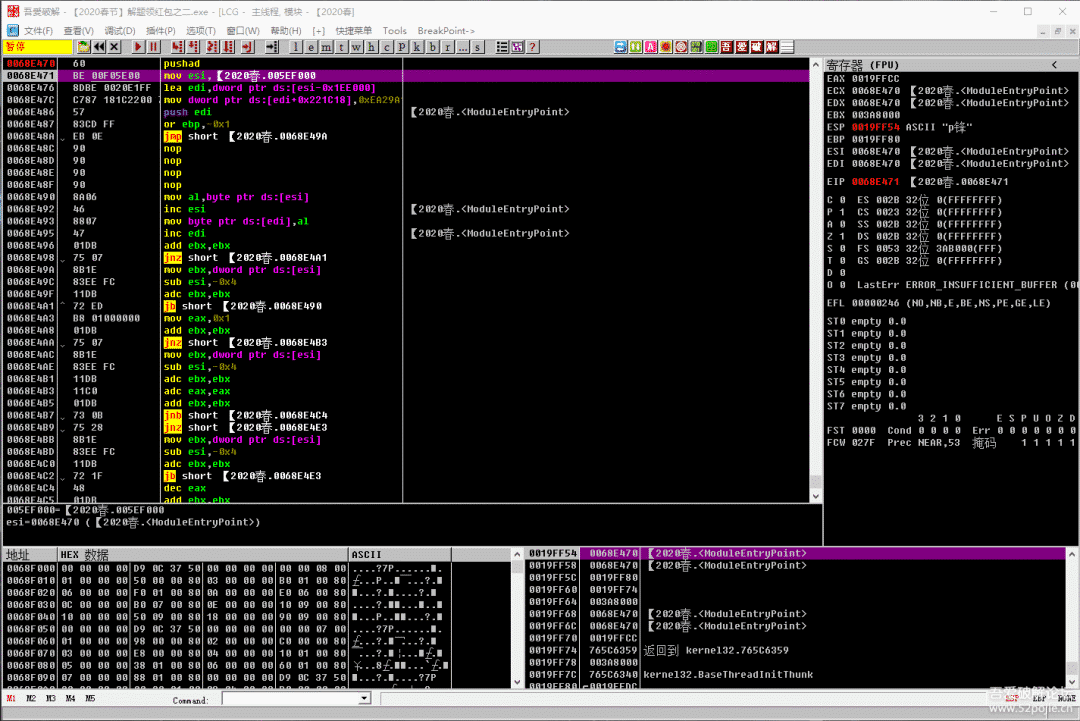 吾爱破解 - 【2020春节】解题领红包之二.exe - [LCG - 主线程, 模块 - 【2020春]
文件(F) 查看(V) 调试(D) 插件(P) 选项(T) 窗口(W) 帮助(H) [+] 快捷菜单 Tools BreakPoint->
暂停 l e m t w h c p k b r ... s
0068E470 60 pushad
0068E471 BE 00F05E00 mov esi,【2020春.005EF000
0068E476 8DBE 0020E1FF lea edi,dword ptr ds:[esi-0x1EE000]
0068E47C C787 181C2200 mov dword ptr ds:[edi+0x221C18],0xEA29A
0068E486 57 push edi 【2020春.<ModuleEntryPoint>
0068E487 83CD FF or ebp,-0x1
0068E48A EB 0E jmp short 【2020春.0068E49A
0068E48C 90 nop
0068E48D 90 nop
0068E48E 90 nop
0068E48F 90 nop
0068E490 8A06 mov al,byte ptr ds:[esi]
0068E492 46 inc esi 【2020春.<ModuleEntryPoint>
0068E493 8807 mov byte ptr ds:[edi],al
0068E495 47 inc edi 【2020春.<ModuleEntryPoint>
0068E496 01DB add ebx,ebx
0068E498 75 07 jnz short 【2020春.0068E4A1
0068E49A 8B1E mov ebx,dword ptr ds:[esi]
0068E49C 83EE FC sub esi,-0x4
0068E49F 11DB adc ebx,ebx
0068E4A1 72 ED jb short 【2020春.0068E490
0068E4A3 B8 01000000 mov eax,0x1
0068E4A8 01DB add ebx,ebx
0068E4AA 75 07 jnz short 【2020春.0068E4B3
0068E4AC 8B1E mov ebx,dword ptr ds:[esi]
0068E4AE 83EE FC sub esi,-0x4
0068E4B1 11DB adc ebx,ebx
0068E4B3 11C0 adc eax,eax
0068E4B5 01DB add ebx,ebx
0068E4B7 73 0B jnb short 【2020春.0068E4C4
0068E4B9 75 28 jnz short 【2020春.0068E4E3
0068E4BB 8B1E mov ebx,dword ptr ds:[esi]
0068E4BD 83EE FC sub esi,-0x4
0068E4C0 11DB adc ebx,ebx
0068E4C2 72 1F jb short 【2020春.0068E4E3
0068E4C4 48 dec eax
0068E4C5 01DB add ebx,ebx
005EF000=【2020春.005EF000
esi=0068E470 (【2020春.<ModuleEntryPoint>)
寄存器 (FPU) <
EAX 0019FFCC
ECX 0068E470 【2020春.<ModuleEntryPoint>
EDX 0068E470 【2020春.<ModuleEntryPoint>
EBX 003A8000
ESP 0019FF54 ASCII "p锋"
EBP 0019FF80
ESI 0068E470 【2020春.<ModuleEntryPoint>
EDI 0068E470 【2020春.<ModuleEntryPoint>
EIP 0068E471 【2020春.0068E471
C 0 ES 002B 32位 0(FFFFFFFF)
P 1 CS 0023 32位 0(FFFFFFFF)
A 0 SS 002B 32位 0(FFFFFFFF)
Z 1 DS 002B 32位 0(FFFFFFFF)
S 0 FS 0053 32位 3AB000(FFF)
T 0 GS 002B 32位 0(FFFFFFFF)
D 0
O 0 LastErr ERROR_INSUFFICIENT_BUFFER (00
EFL 00000246 (NO,NB,E,BE,NS,PE,GE,LE)
ST0 empty 0.0
ST1 empty 0.0
ST2 empty 0.0
ST3 empty 0.0
ST4 empty 0.0
ST5 empty 0.0
ST6 empty 0.0
ST7 empty 0.0
3 2 1 0 E S P U O Z D
FST 0000 Cond 0 0 0 0 Err 0 0 0 0 0 0 0
FCW 027F Prec NEAR,53 掩码 1 1 1 1 1
地址 HEX 数据 ASCII
0068F000 00 00 00 00 D9 0C 37 50 00 00 00 00 00 00 08 00
0068F010 01 00 00 00 50 00 00 80 03 00 00 00 B0 01 00 80
0068F020 06 00 00 00 F0 01 00 80 0A 00 00 00 E0 06 00 80
0068F030 0C 00 00 00 B0 07 00 80 0E 00 00 00 10 09 00 80
0068F040 10 00 00 00 50 09 00 80 18 00 00 00 90 09 00 80
0068F050 00 00 00 00 D9 0C 37 50 00 00 00 00 00 00 07 00
0068F060 01 00 00 00 98 00 00 80 02 00 00 00 C0 00 00 80
0068F070 03 00 00 00 E8 00 00 80 04 00 00 00 10 01 00 80
0068F080 05 00 00 00 38 01 00 80 06 00 00 00 60 01 00 80
0068F090 07 00 00 00 88 01 00 80 00 00 00 00 D9 0C 37 50
0019FF54 0068E470 【2020春.<ModuleEntryPoint>
0019FF58 0068E470 【2020春.<ModuleEntryPoint>
0019FF5C 0019FF80
0019FF60 0019FF74
0019FF64 003A8000
0019FF68 0068E470 【2020春.<ModuleEntryPoint>
0019FF6C 0068E470 【2020春.<ModuleEntryPoint>
0019FF70 0019FFCC
0019FF74 765C6359 返回到 kernel32.765C6359
0019FF78 003A8000
0019FF7C 765C6340 kernel32.BaseThreadInitThunk
0019FF80 0019FFDC
M1 M2 M3 M4 M5 Command: ESP EBP NONE
吾爱破解论坛
www.52pojie.cn